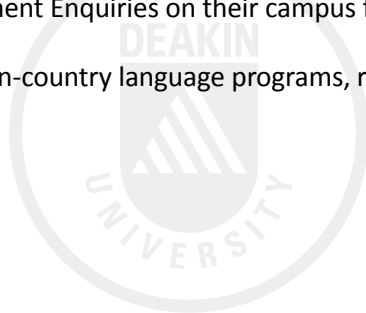 ment Enquiries on their campus f
n-country language programs, r
DEAKIN
UNIVERSITY